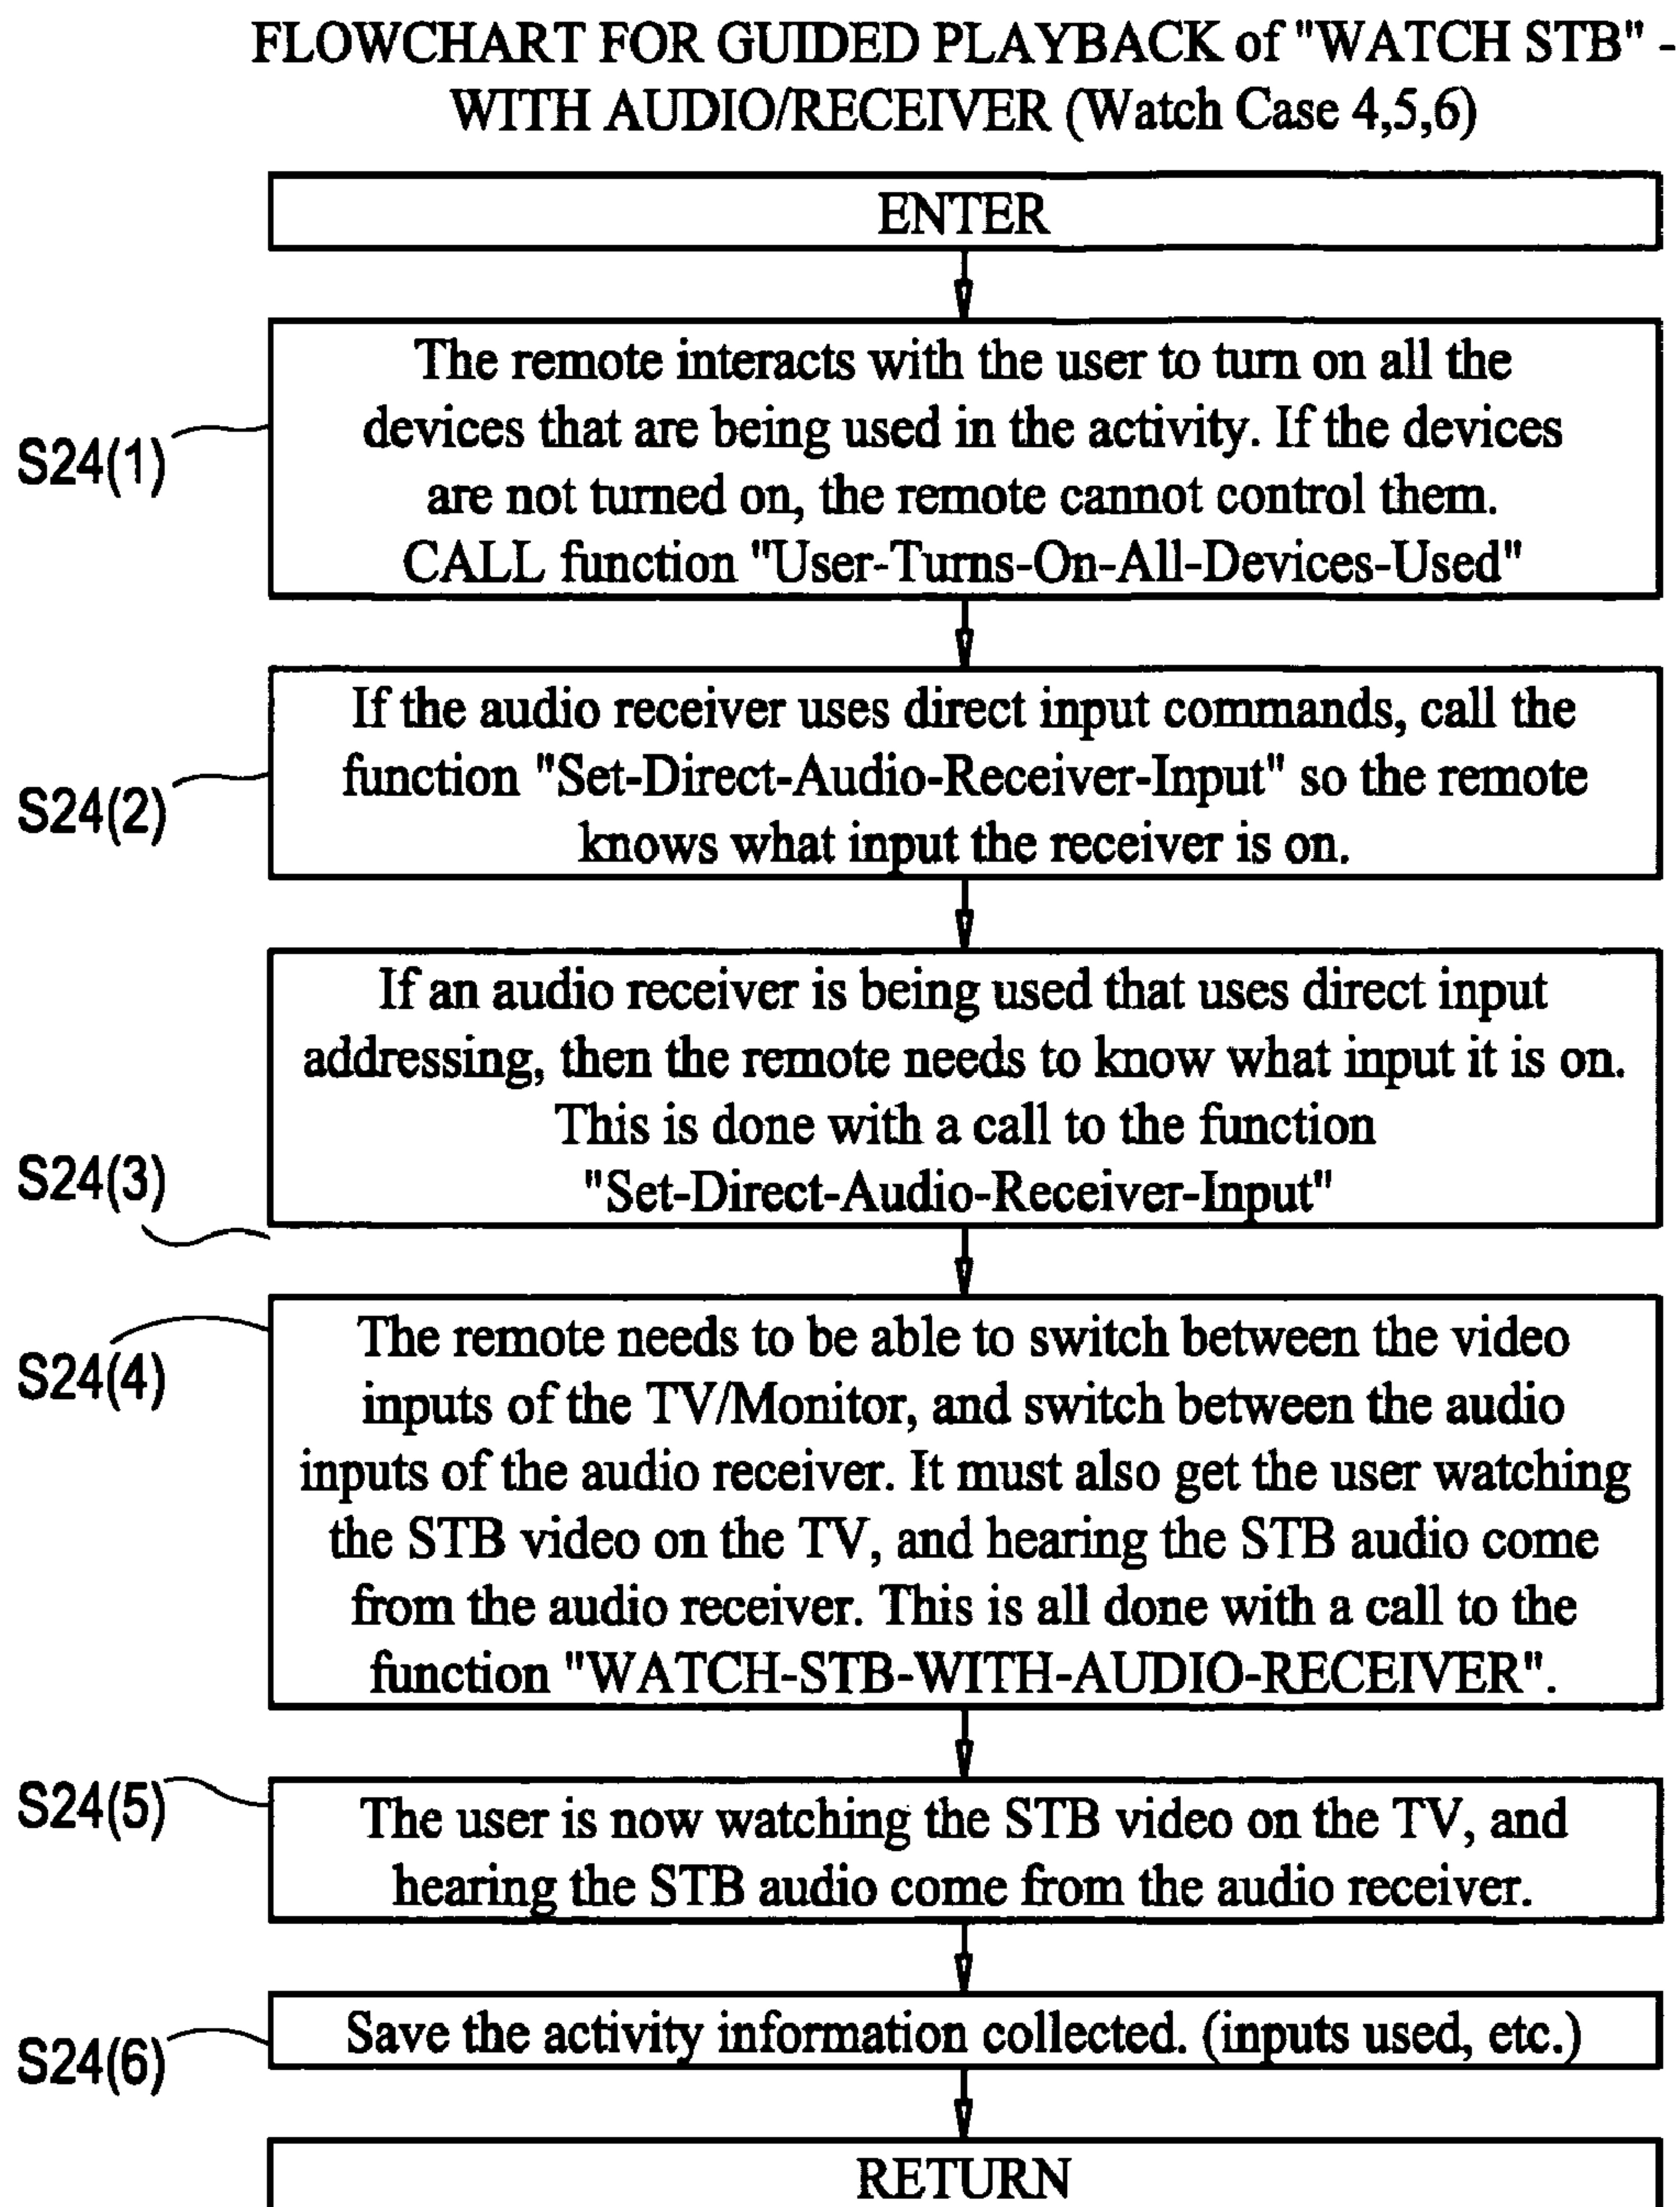 FLOWCHART FOR GUIDED PLAYBACK of "WATCH STB" -
WITH AUDIO/RECEIVER (Watch Case 4,5,6)
ENTER
S24(1)
The remote interacts with the user to turn on all the
devices that are being used in the activity. If the devices
are not turned on, the remote cannot control them.
CALL function "User-Turns-On-All-Devices-Used"
S24(2)
If the audio receiver uses direct input commands, call the
function "Set-Direct-Audio-Receiver-Input" so the remote
knows what input the receiver is on.
S24(3)
If an audio receiver is being used that uses direct input
addressing, then the remote needs to know what input it is on.
This is done with a call to the function
"Set-Direct-Audio-Receiver-Input"
S24(4)
The remote needs to be able to switch between the video
inputs of the TV/Monitor, and switch between the audio
inputs of the audio receiver. It must also get the user watching
the STB video on the TV, and hearing the STB audio come
from the audio receiver. This is all done with a call to the
function "WATCH-STB-WITH-AUDIO-RECEIVER".
S24(5)
The user is now watching the STB video on the TV, and
hearing the STB audio come from the audio receiver.
S24(6)
Save the activity information collected. (inputs used, etc.)
RETURN